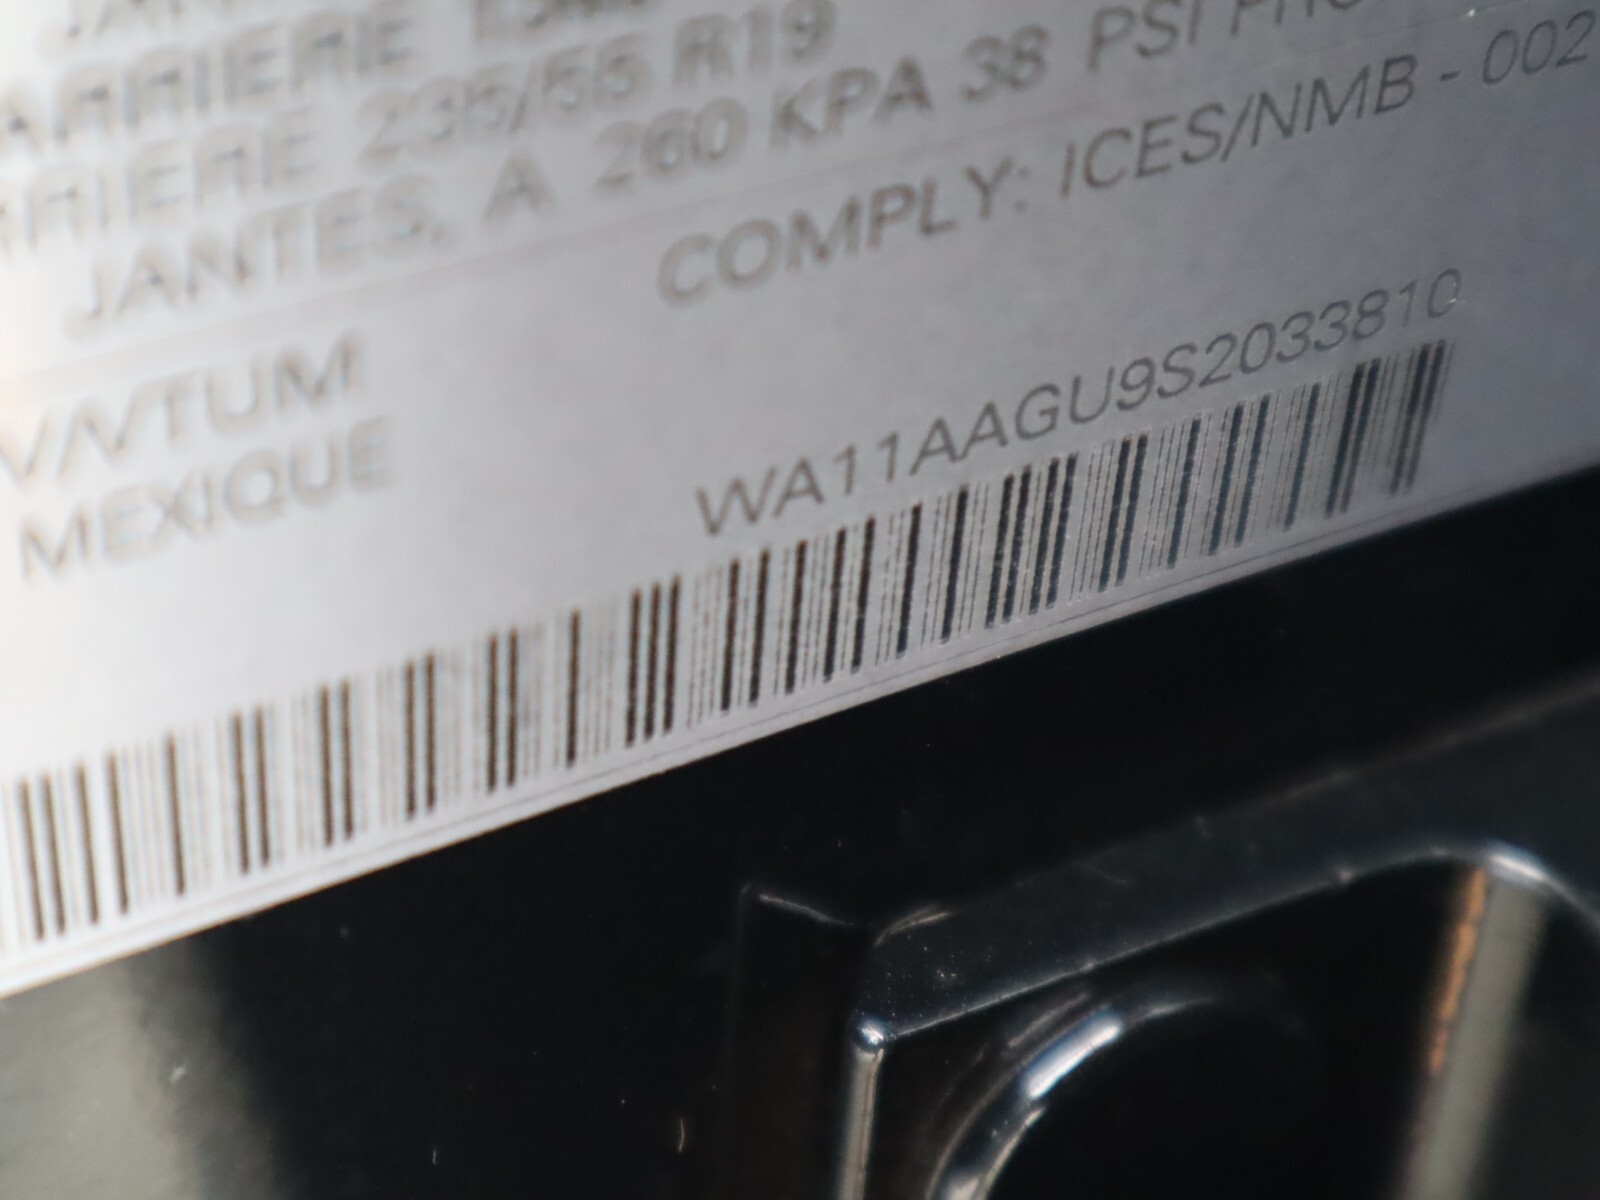 ARRIERE
ARRIERE 235/55 R19
JANTES, A 260 KPA 38 PSI
COMPLY: ICES/NMB - 002
V/VTUM
MEXIQUE
WA11AAGU9S2033810